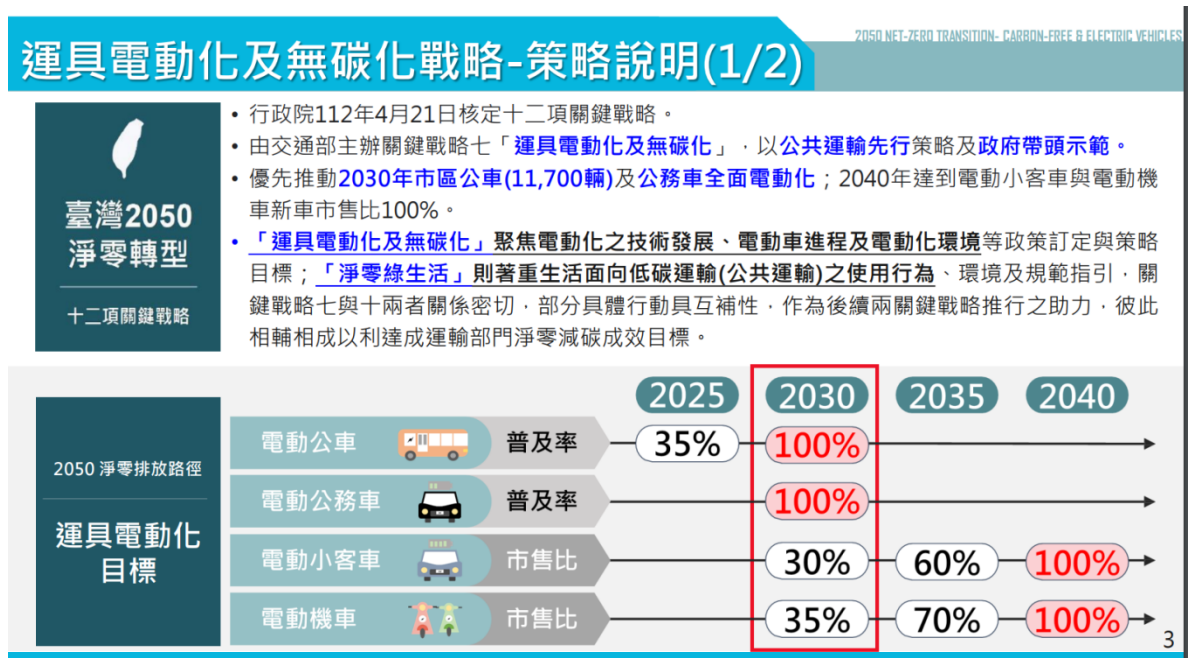 2050 NET-ZERO TRANSITION- CARBON-FREE & ELECTRIC VEHICLES
運具電動化及無碳化戰略-策略說明(1/2)
臺灣2050
淨零轉型
十二項關鍵戰略
• 行政院112年4月21日核定十二項關鍵戰略。
• 由交通部主辦關鍵戰略七「運具電動化及無碳化」，以公共運輸先行策略及政府帶頭示範。
• 優先推動2030年市區公車(11,700輛)及公務車全面電動化；2040年達到電動小客車與電動機
車新車市售比100%。
• 「運具電動化及無碳化」聚焦電動化之技術發展、電動車進程及電動化環境等政策訂定與策略
目標；「淨零綠生活」則著重生活面向低碳運輸(公共運輸)之使用行為、環境及規範指引，關
鍵戰略七與十兩者關係密切，部分具體行動具互補性，作為後續兩關鍵戰略推行之助力，彼此
相輔相成以利達成運輸部門淨零減碳成效目標。
2050 淨零排放路徑
運具電動化
目標
2025 2030 2035 2040
電動公車 普及率 35% 100%
電動公務車 普及率 100%
電動小客車 市售比 30% 60% 100%
電動機車 市售比 35% 70% 100%
3